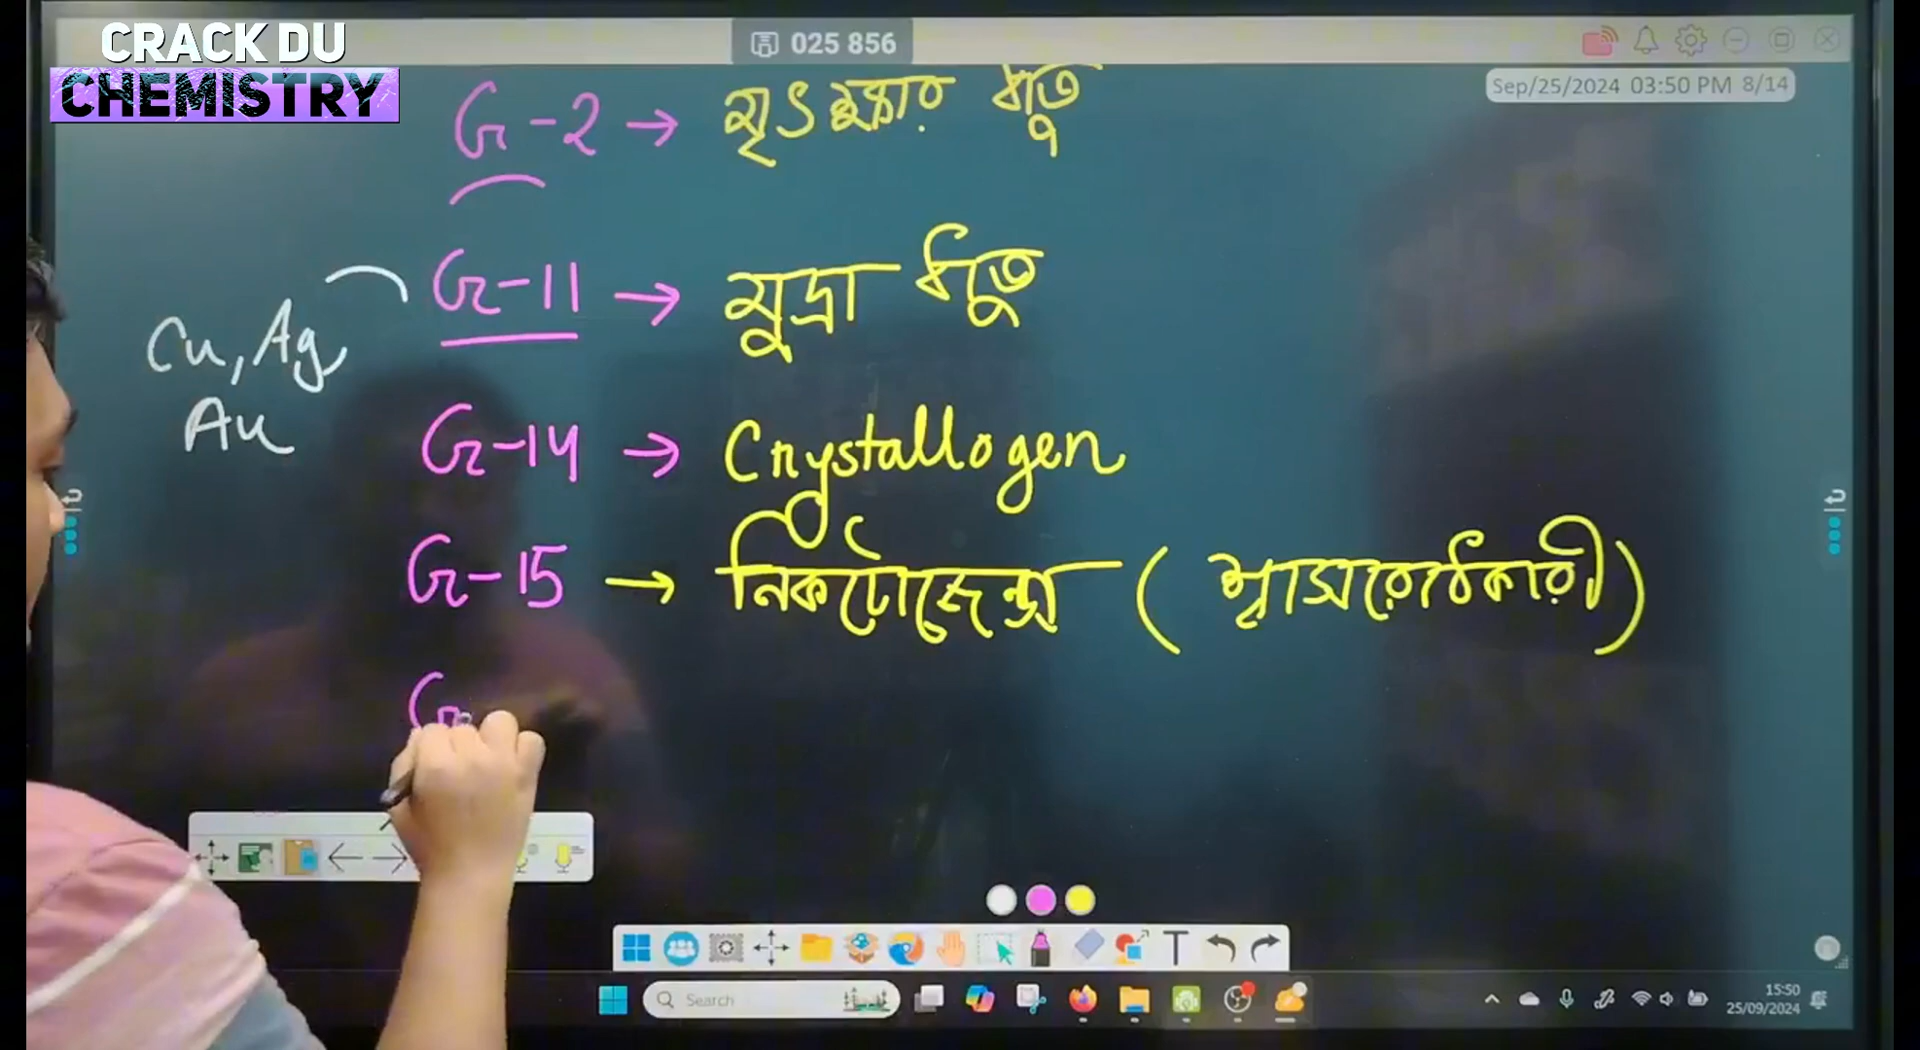 CRACK DU
CHEMISTRY
025 856
Sep/25/2024 03:50 PM 8/14
G-2 → মৃৎক্ষার ধাতু
G-11 → মুদ্রা ধাতু
Cu, Ag,
Au
G-14 → Crystallogen
G-15 → নিকটোজেন্স (শ্বাসরোধকারী)
G
T
Search
15:50
25/09/2024